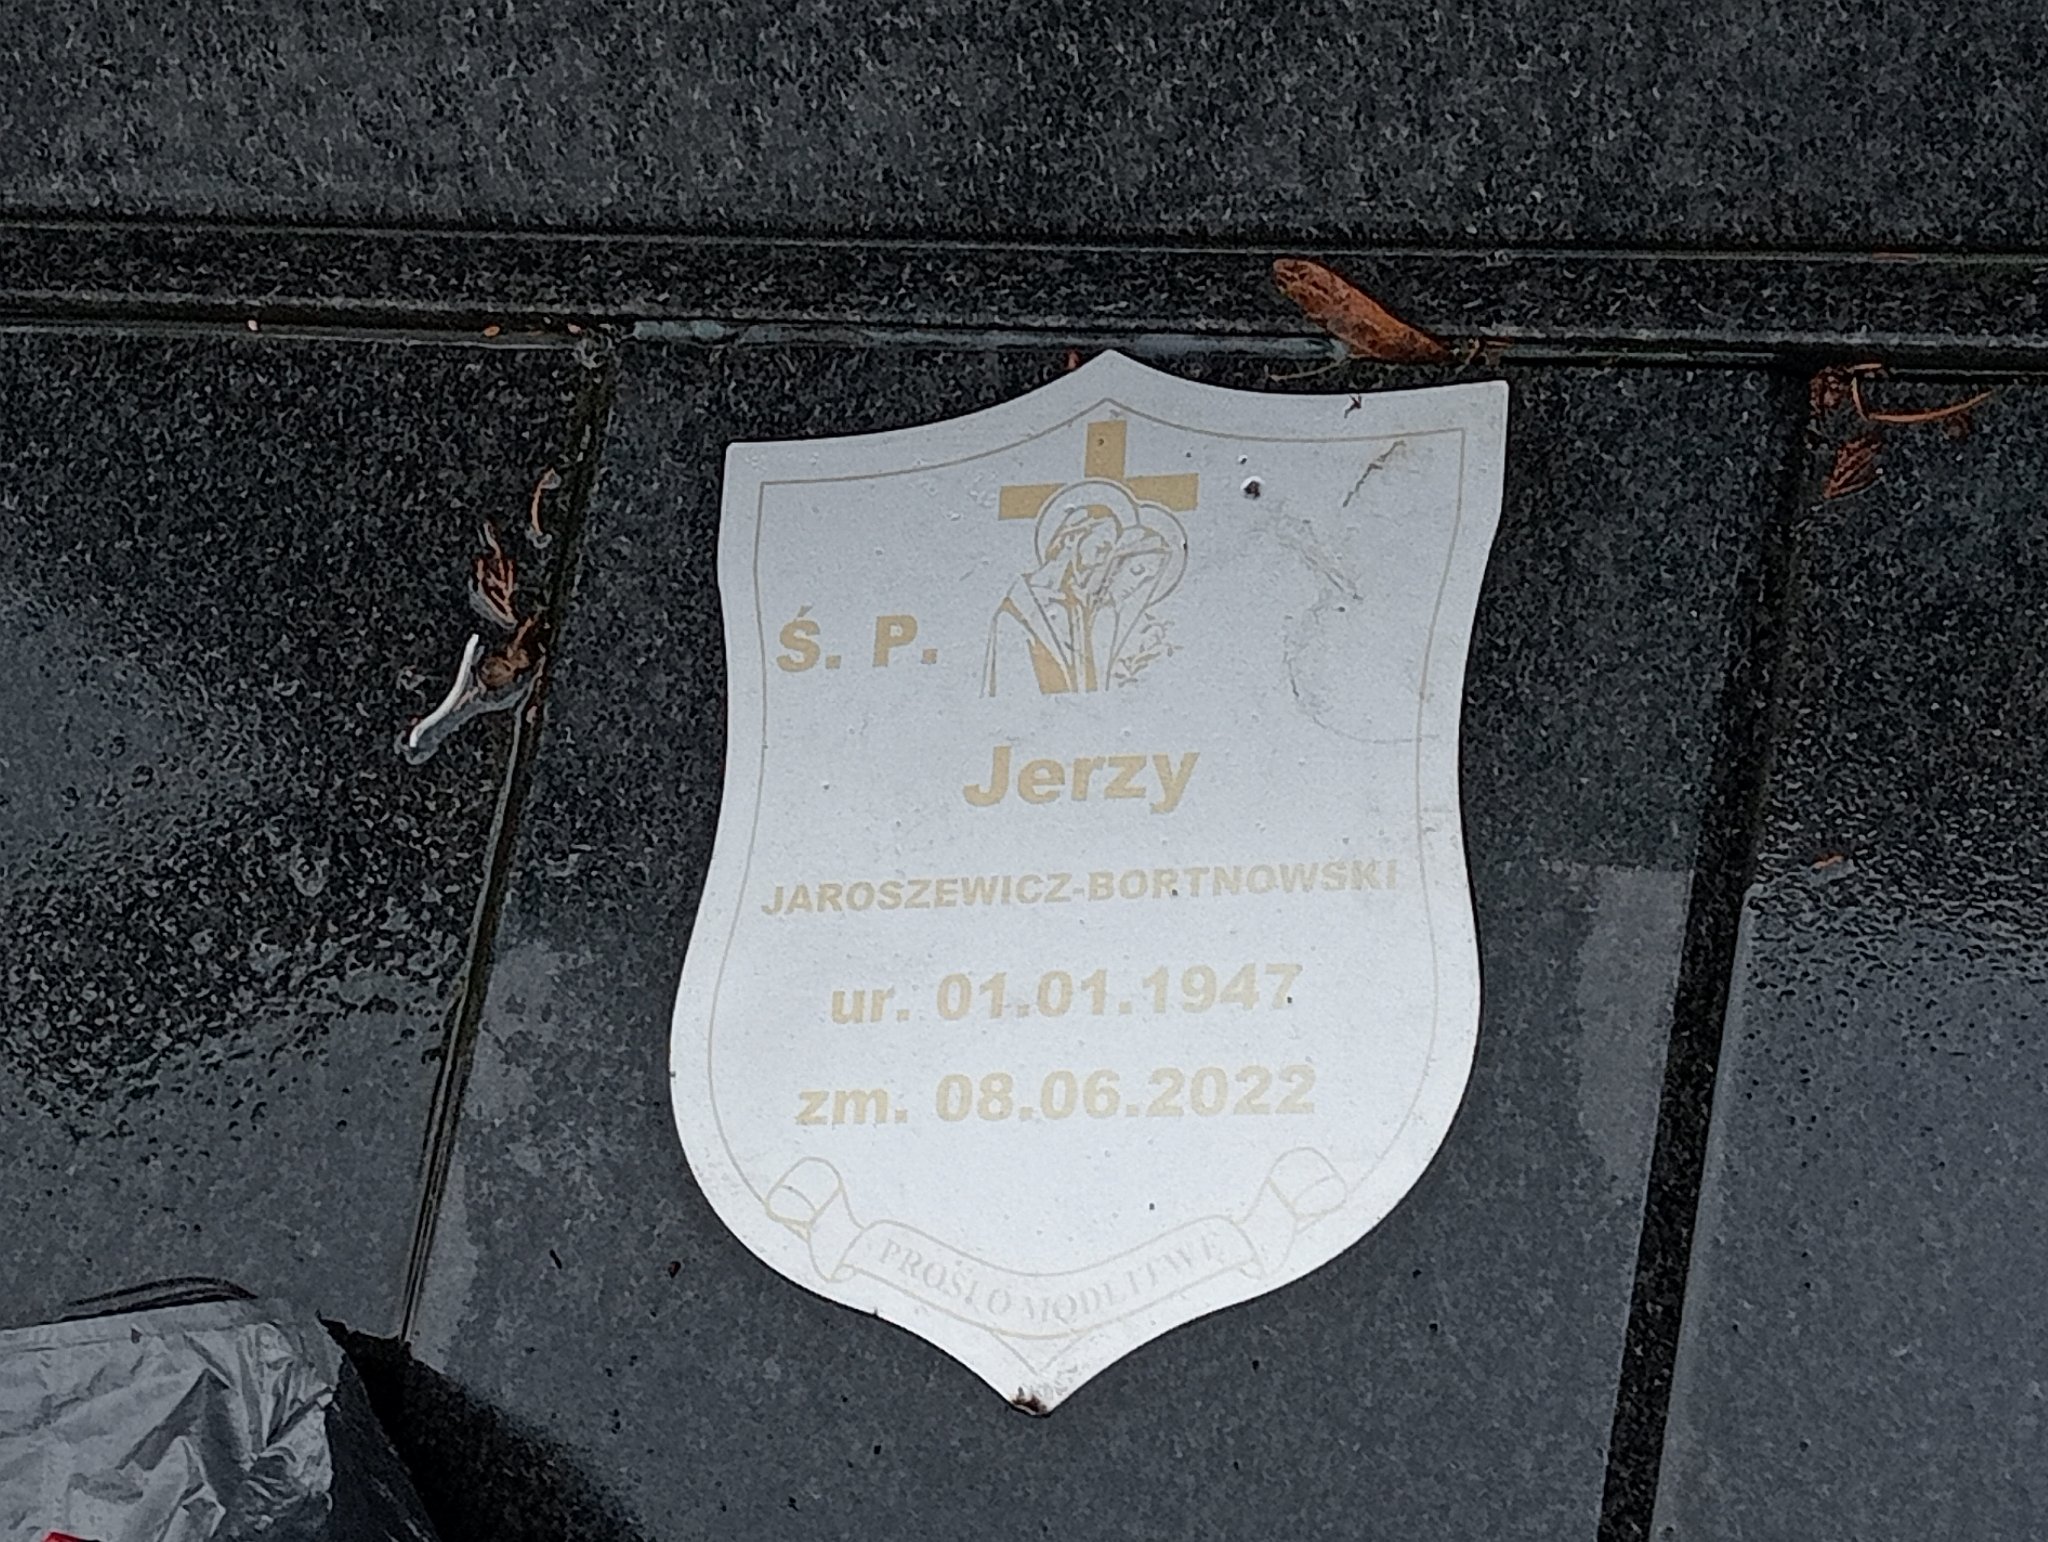 Ś. P.
Jerzy
JAROSZEWICZ-BORTNOWSKI
ur. 01.01.1947
zm. 08.06.2022
PROSI O MODLITWĘ